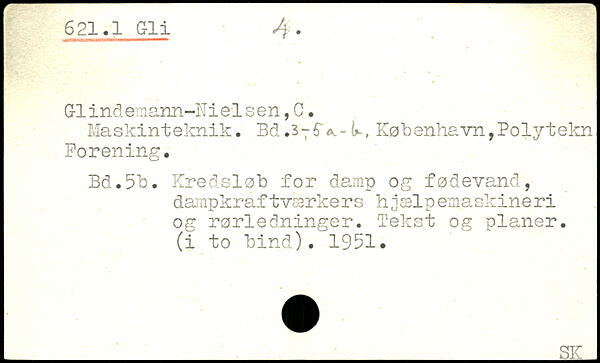 621.1 Gli 4.
Glindemann-Nielsen,C.
Maskinteknik. Bd.3-5a-b, København,Polytekn
Forening.
Bd.5b. Kredsløb for damp og fødevand,
dampkraftværkers hjælpemaskineri
og rørledninger. Tekst og planer.
(i to bind). 1951.
SK